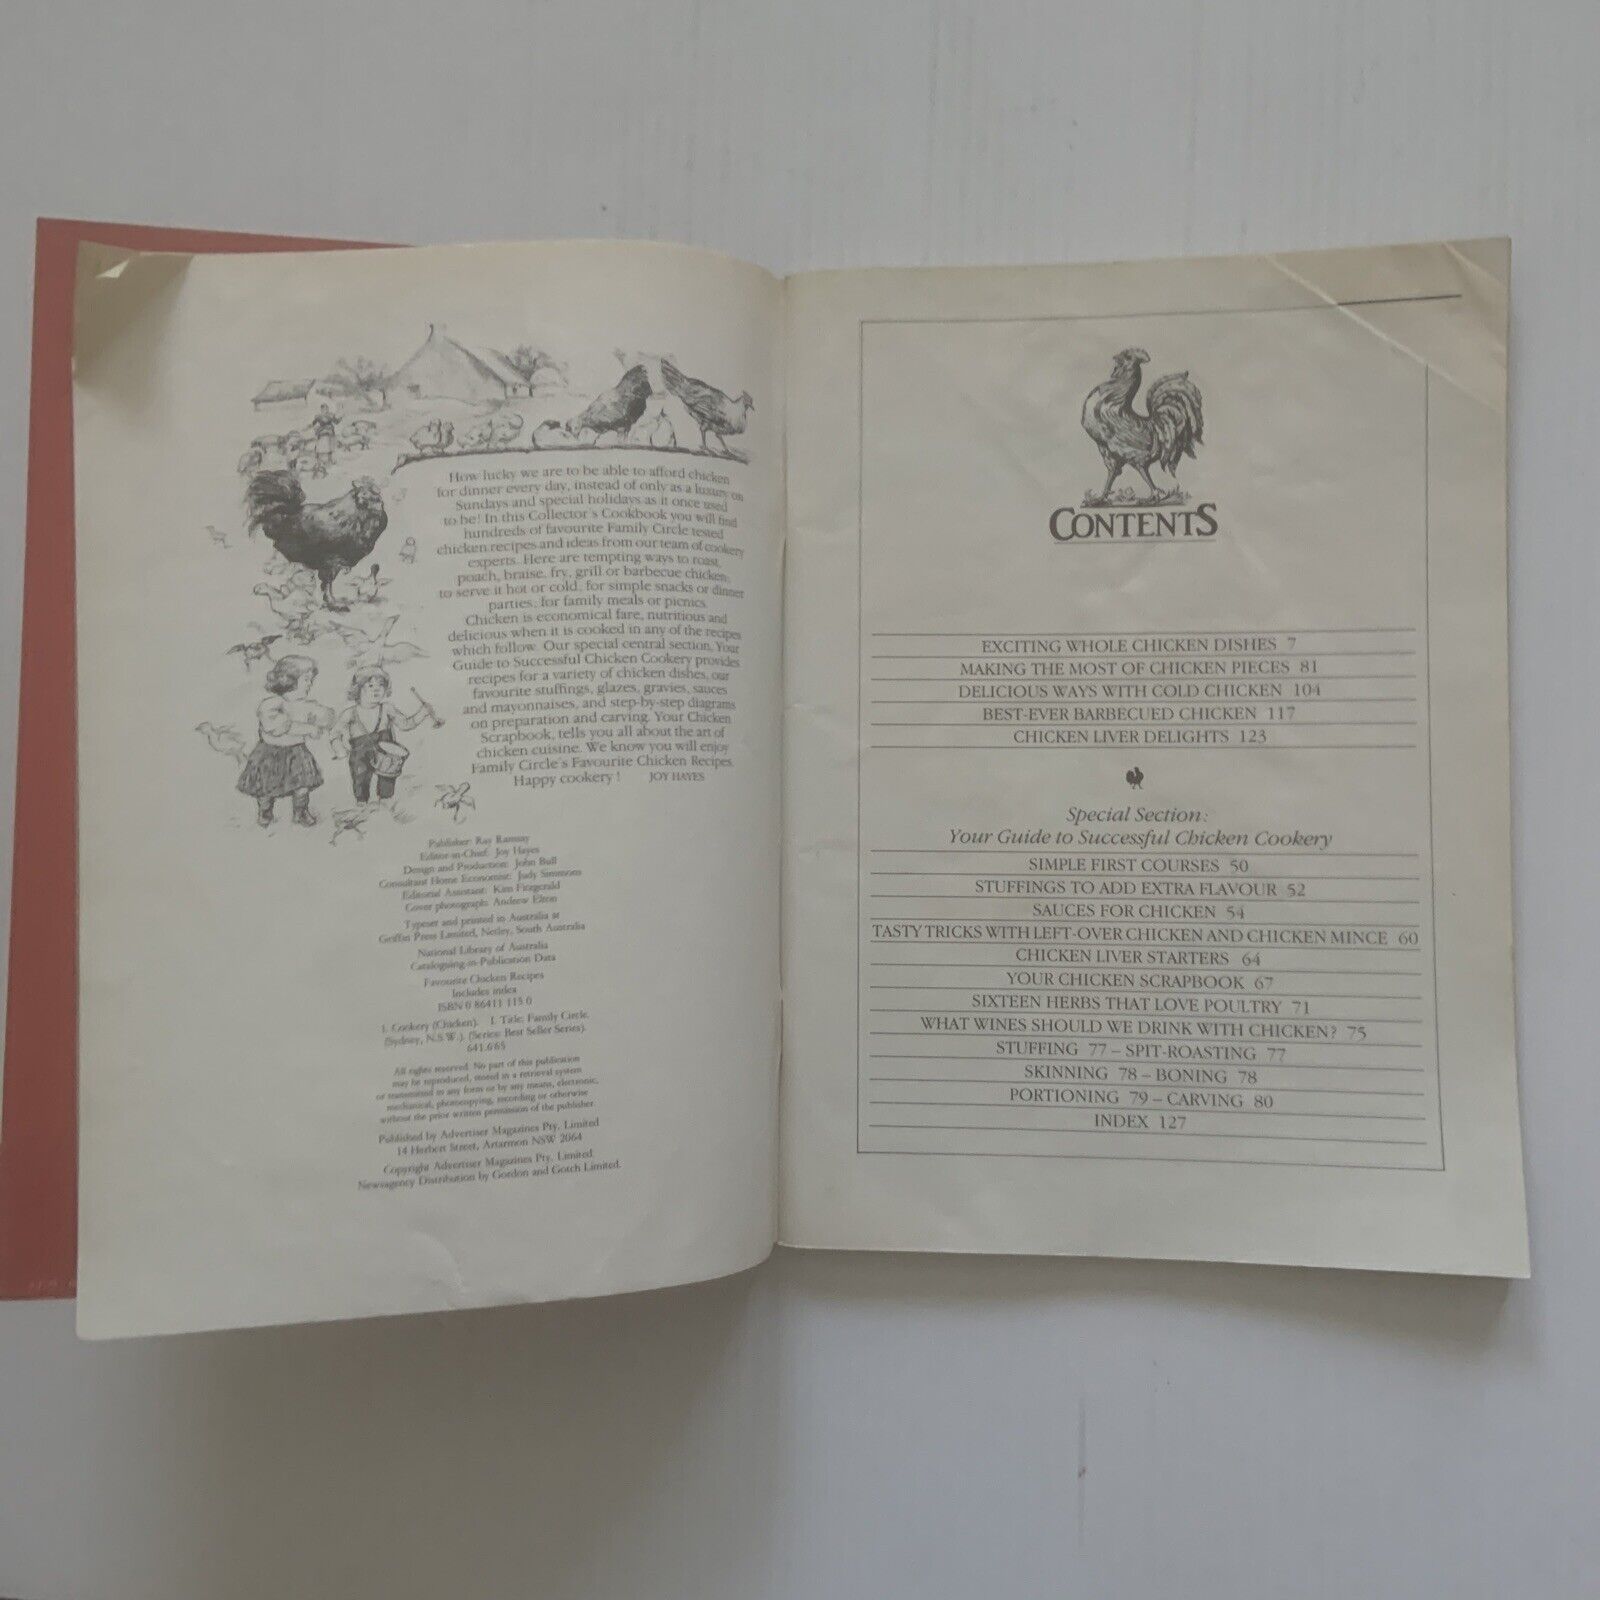 How lucky we are to be able to afford chicken
for dinner every day, instead of only as a luxury on
Sundays and special holidays as it once used
to be! In this Collector's Cookbook you will find
hundreds of favourite Family Circle tested
chicken recipes and ideas from our team of cookery
experts. Here are tempting ways to roast,
poach, braise, fry, grill or barbecue chicken,
to serve it hot or cold, for simple snacks or dinner
parties, for family meals or picnics.
Chicken is economical fare, nutritious and
delicious when it is cooked in any of the recipes
which follow. Our special central section, Your
Guide to Successful Chicken Cookery provides
recipes for a variety of chicken dishes, our
favourite stuffings, glazes, gravies, sauces
and mayonnaises, and step-by-step diagrams
on preparation and carving. Your Chicken
Scrapbook, tells you all about the art of
chicken cuisine. We know you will enjoy
Family Circle's Favourite Chicken Recipes.
Happy cookery! JOY HAYES
Publisher: Ray Ramsay
Editor-in-Chief: Joy Hayes
Design and Production: John Bull
Consultant Home Economist: Judy Simmons
Editorial Assistant: Kim Fitzgerald
Cover photograph: Andrew Elton
Typeset and printed in Australia at
Griffin Press Limited, Netley, South Australia
National Library of Australia
Cataloguing-in-Publication Data
Favourite Chicken Recipes
Includes index
ISBN 0 86411 115 0
1. Cookery (Chicken). I. Title: Family Circle.
(Sydney, N.S.W.). (Series: Best Seller Series).
641.6'65
All rights reserved. No part of this publication
may be reproduced, stored in a retrieval system
or transmitted in any form or by any means, electronic,
mechanical, photocopying, recording or otherwise
without the prior written permission of the publisher.
Published by Advertiser Magazines Pty. Limited
14 Herbert Street, Artarmon NSW 2064
Copyright Advertiser Magazines Pty. Limited.
Newsagency Distribution by Gordon and Gotch Limited.
CONTENTS
EXCITING WHOLE CHICKEN DISHES 7
MAKING THE MOST OF CHICKEN PIECES 81
DELICIOUS WAYS WITH COLD CHICKEN 104
BEST-EVER BARBECUED CHICKEN 117
CHICKEN LIVER DELIGHTS 123
Special Section:
Your Guide to Successful Chicken Cookery
SIMPLE FIRST COURSES 50
STUFFINGS TO ADD EXTRA FLAVOUR 52
SAUCES FOR CHICKEN 54
TASTY TRICKS WITH LEFT-OVER CHICKEN AND CHICKEN MINCE 60
CHICKEN LIVER STARTERS 64
YOUR CHICKEN SCRAPBOOK 67
SIXTEEN HERBS THAT LOVE POULTRY 71
WHAT WINES SHOULD WE DRINK WITH CHICKEN? 75
STUFFING 77 – SPIT-ROASTING 77
SKINNING 78 – BONING 78
PORTIONING 79 – CARVING 80
INDEX 127